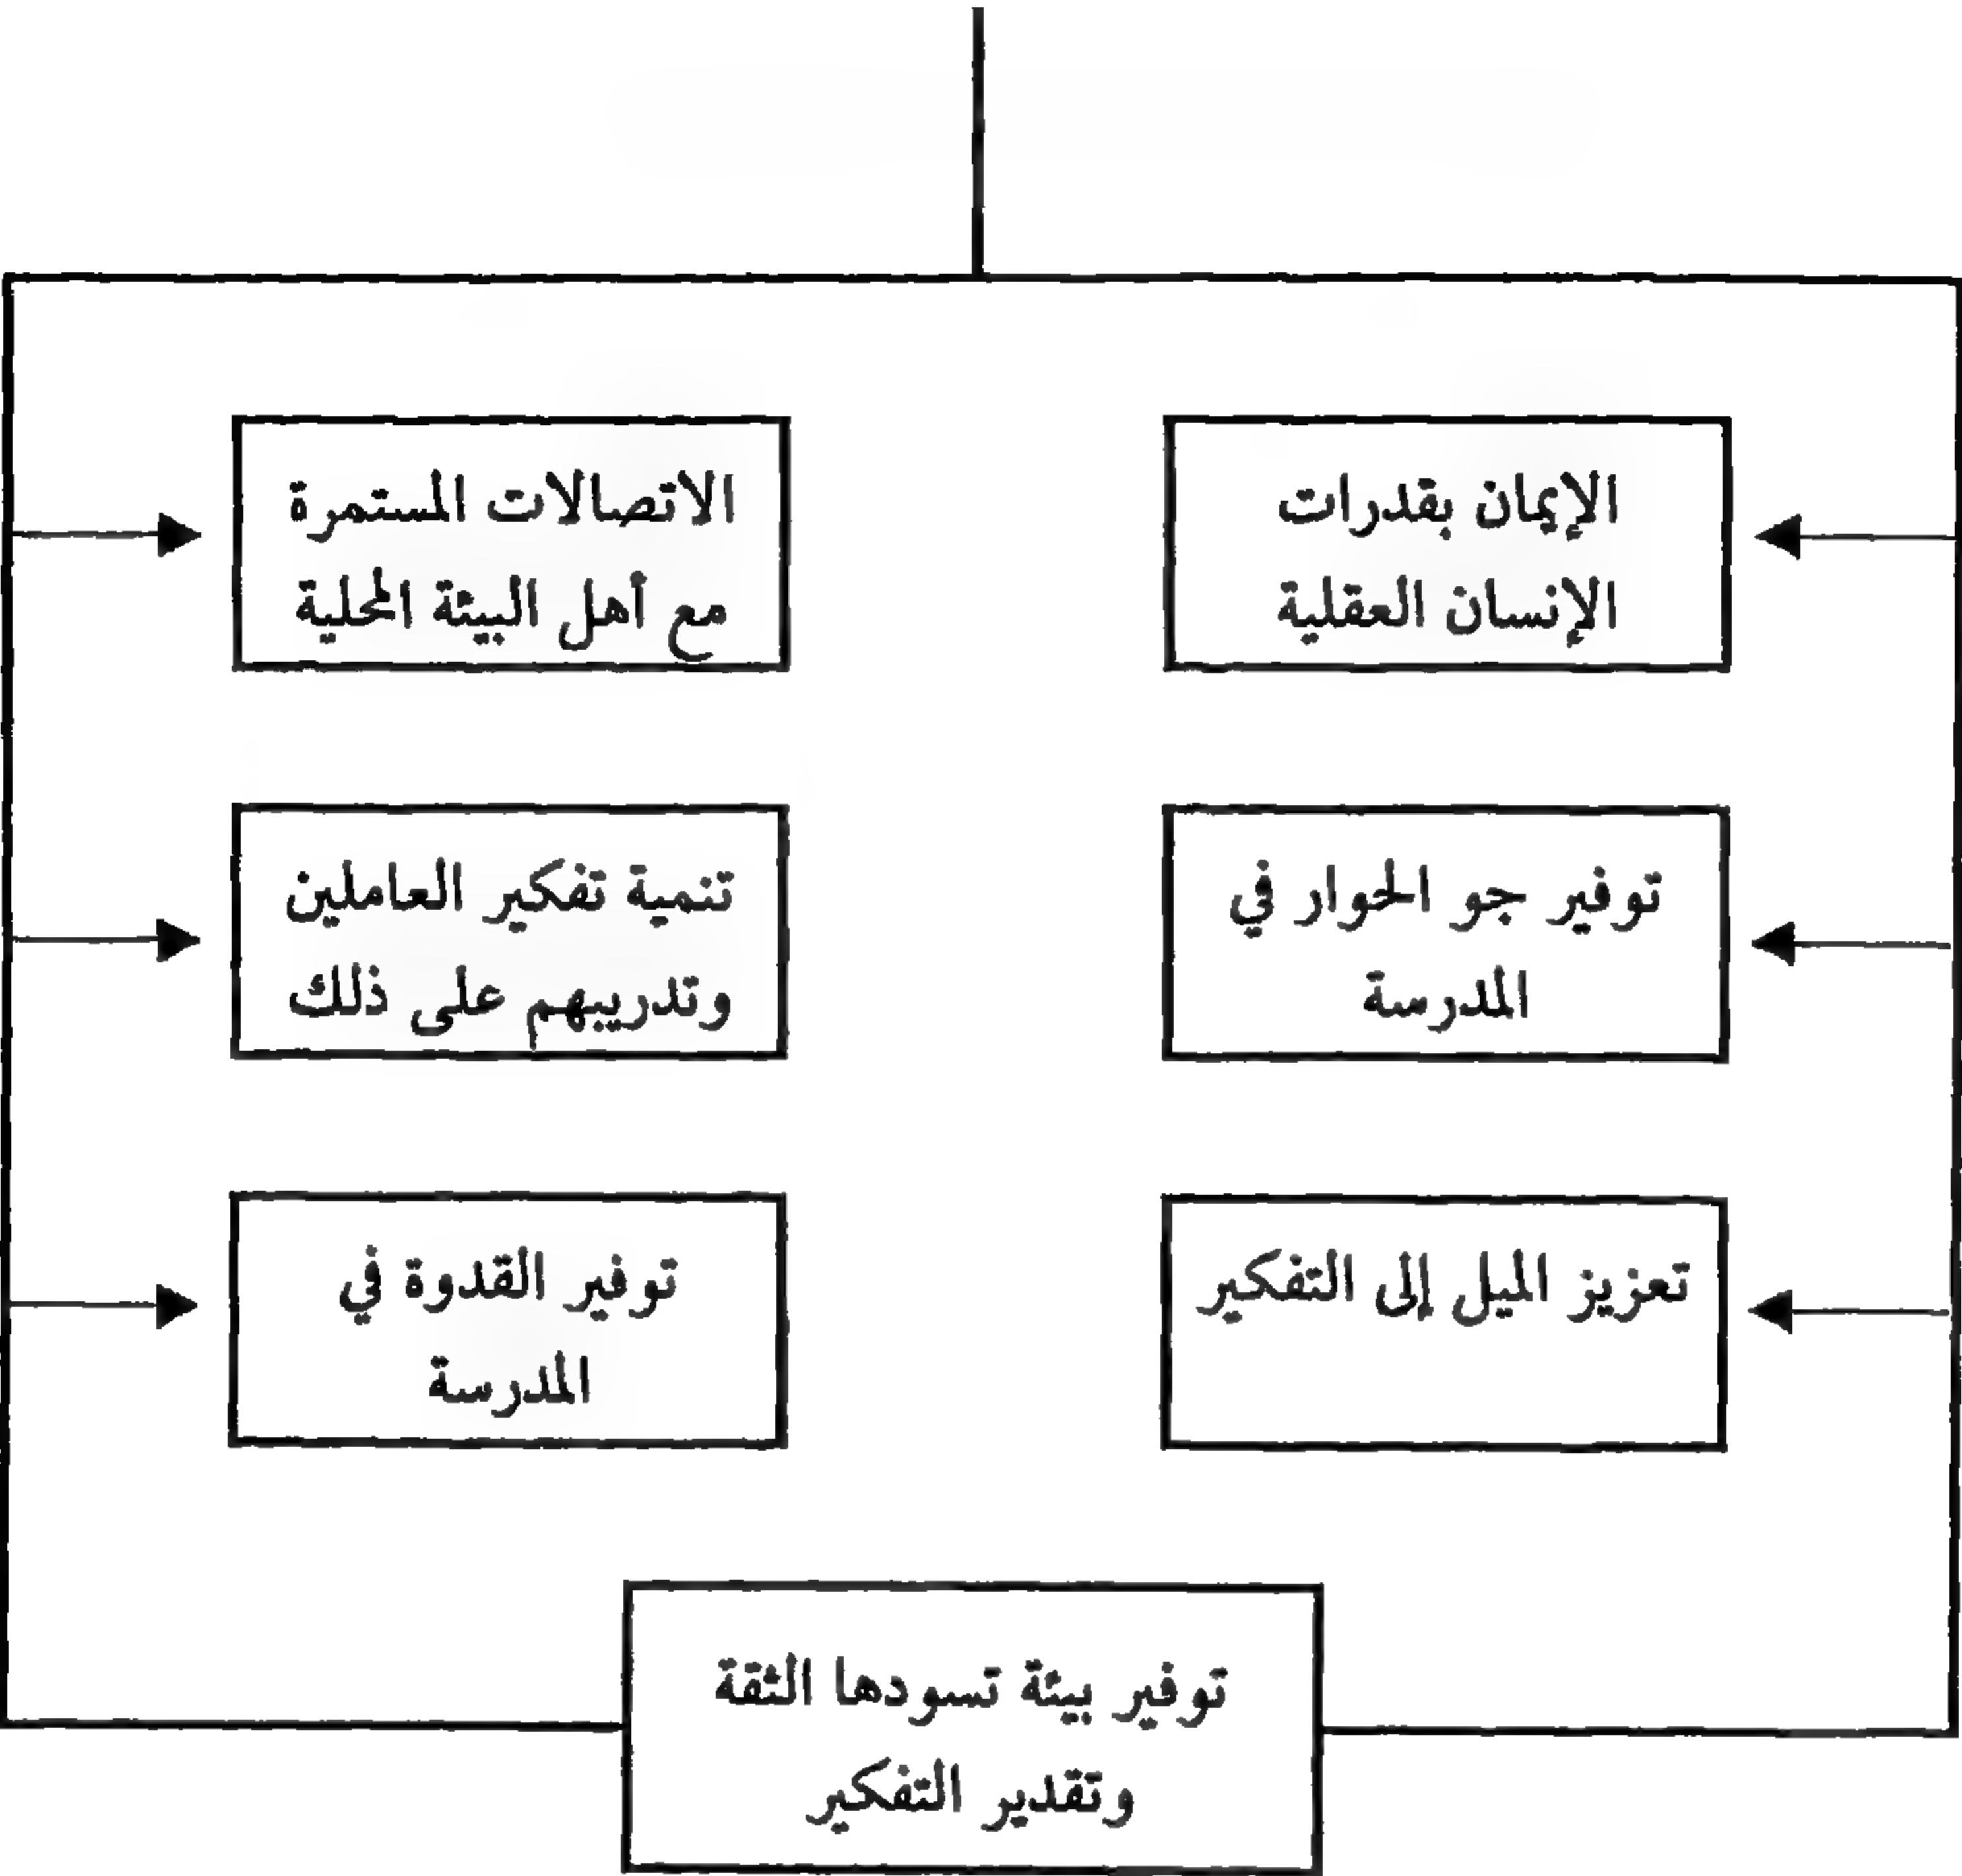 الإيمان بقدرات
الإنسان العقلية
الاتصالات المستمرة
مع أهل البيئة المحلية
توفير جو الحوار في
المدرسة
تنمية تفكير العاملين
وتدريبهم على ذلك
تعزيز الميل إلى التفكير
توفير القدوة في
المدرسة
توفير بيئة تسودها الثقة
وتقدير التفكير